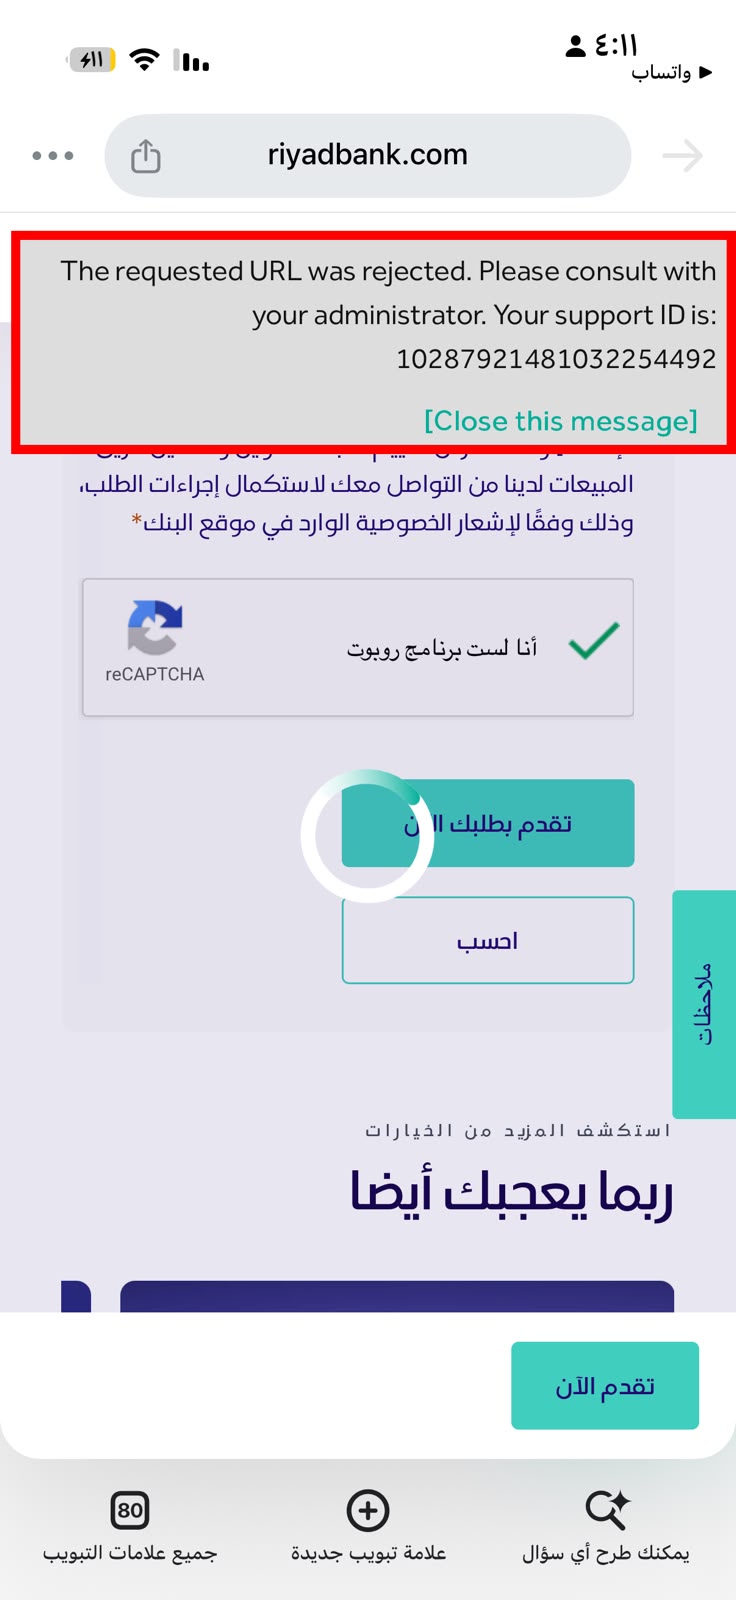 ٤:١١
١١
واتساب ◀
riyadbank.com
The requested URL was rejected. Please consult with
your administrator. Your support ID is:
10287921481032254492
[Close this message]
المبيعات لدينا من التواصل معك لاستكمال إجراءات الطلب،
وذلك وفقًا لإشعار الخصوصية الوارد في موقع البنك*
أنا لست برنامج روبوت
reCAPTCHA
تقدم بطلبك الآن
احسب
ملاحظات
استكشف المزيد من الخيارات
ربما يعجبك أيضا
تقدم الآن
يمكنك طرح أي سؤال
علامة تبويب جديدة
80
جميع علامات التبويب